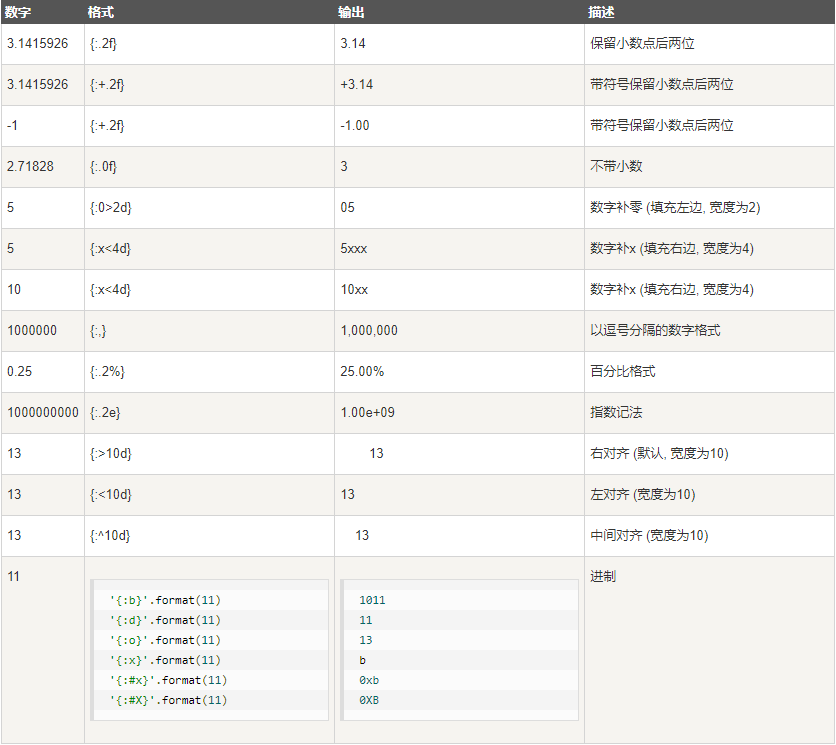 数字 格式 输出 描述
3.1415926 {:.2f} 3.14 保留小数点后两位
3.1415926 {:+.2f} +3.14 带符号保留小数点后两位
-1 {:+.2f} -1.00 带符号保留小数点后两位
2.71828 {:.0f} 3 不带小数
5 {:0>2d} 05 数字补零 (填充左边, 宽度为2)
5 {:x<4d} 5xxx 数字补x (填充右边, 宽度为4)
10 {:x<4d} 10xx 数字补x (填充右边, 宽度为4)
1000000 {:,} 1,000,000 以逗号分隔的数字格式
0.25 {:.2%} 25.00% 百分比格式
1000000000 {:.2e} 1.00e+09 指数记法
13 {:>10d} 13 右对齐 (默认, 宽度为10)
13 {:<10d} 13 左对齐 (宽度为10)
13 {:^10d} 13 中间对齐 (宽度为10)
11 进制
'{:b}'.format(11) 1011
'{:d}'.format(11) 11
'{:o}'.format(11) 13
'{:x}'.format(11) b
'{:#x}'.format(11) 0xb
'{:#X}'.format(11) 0XB